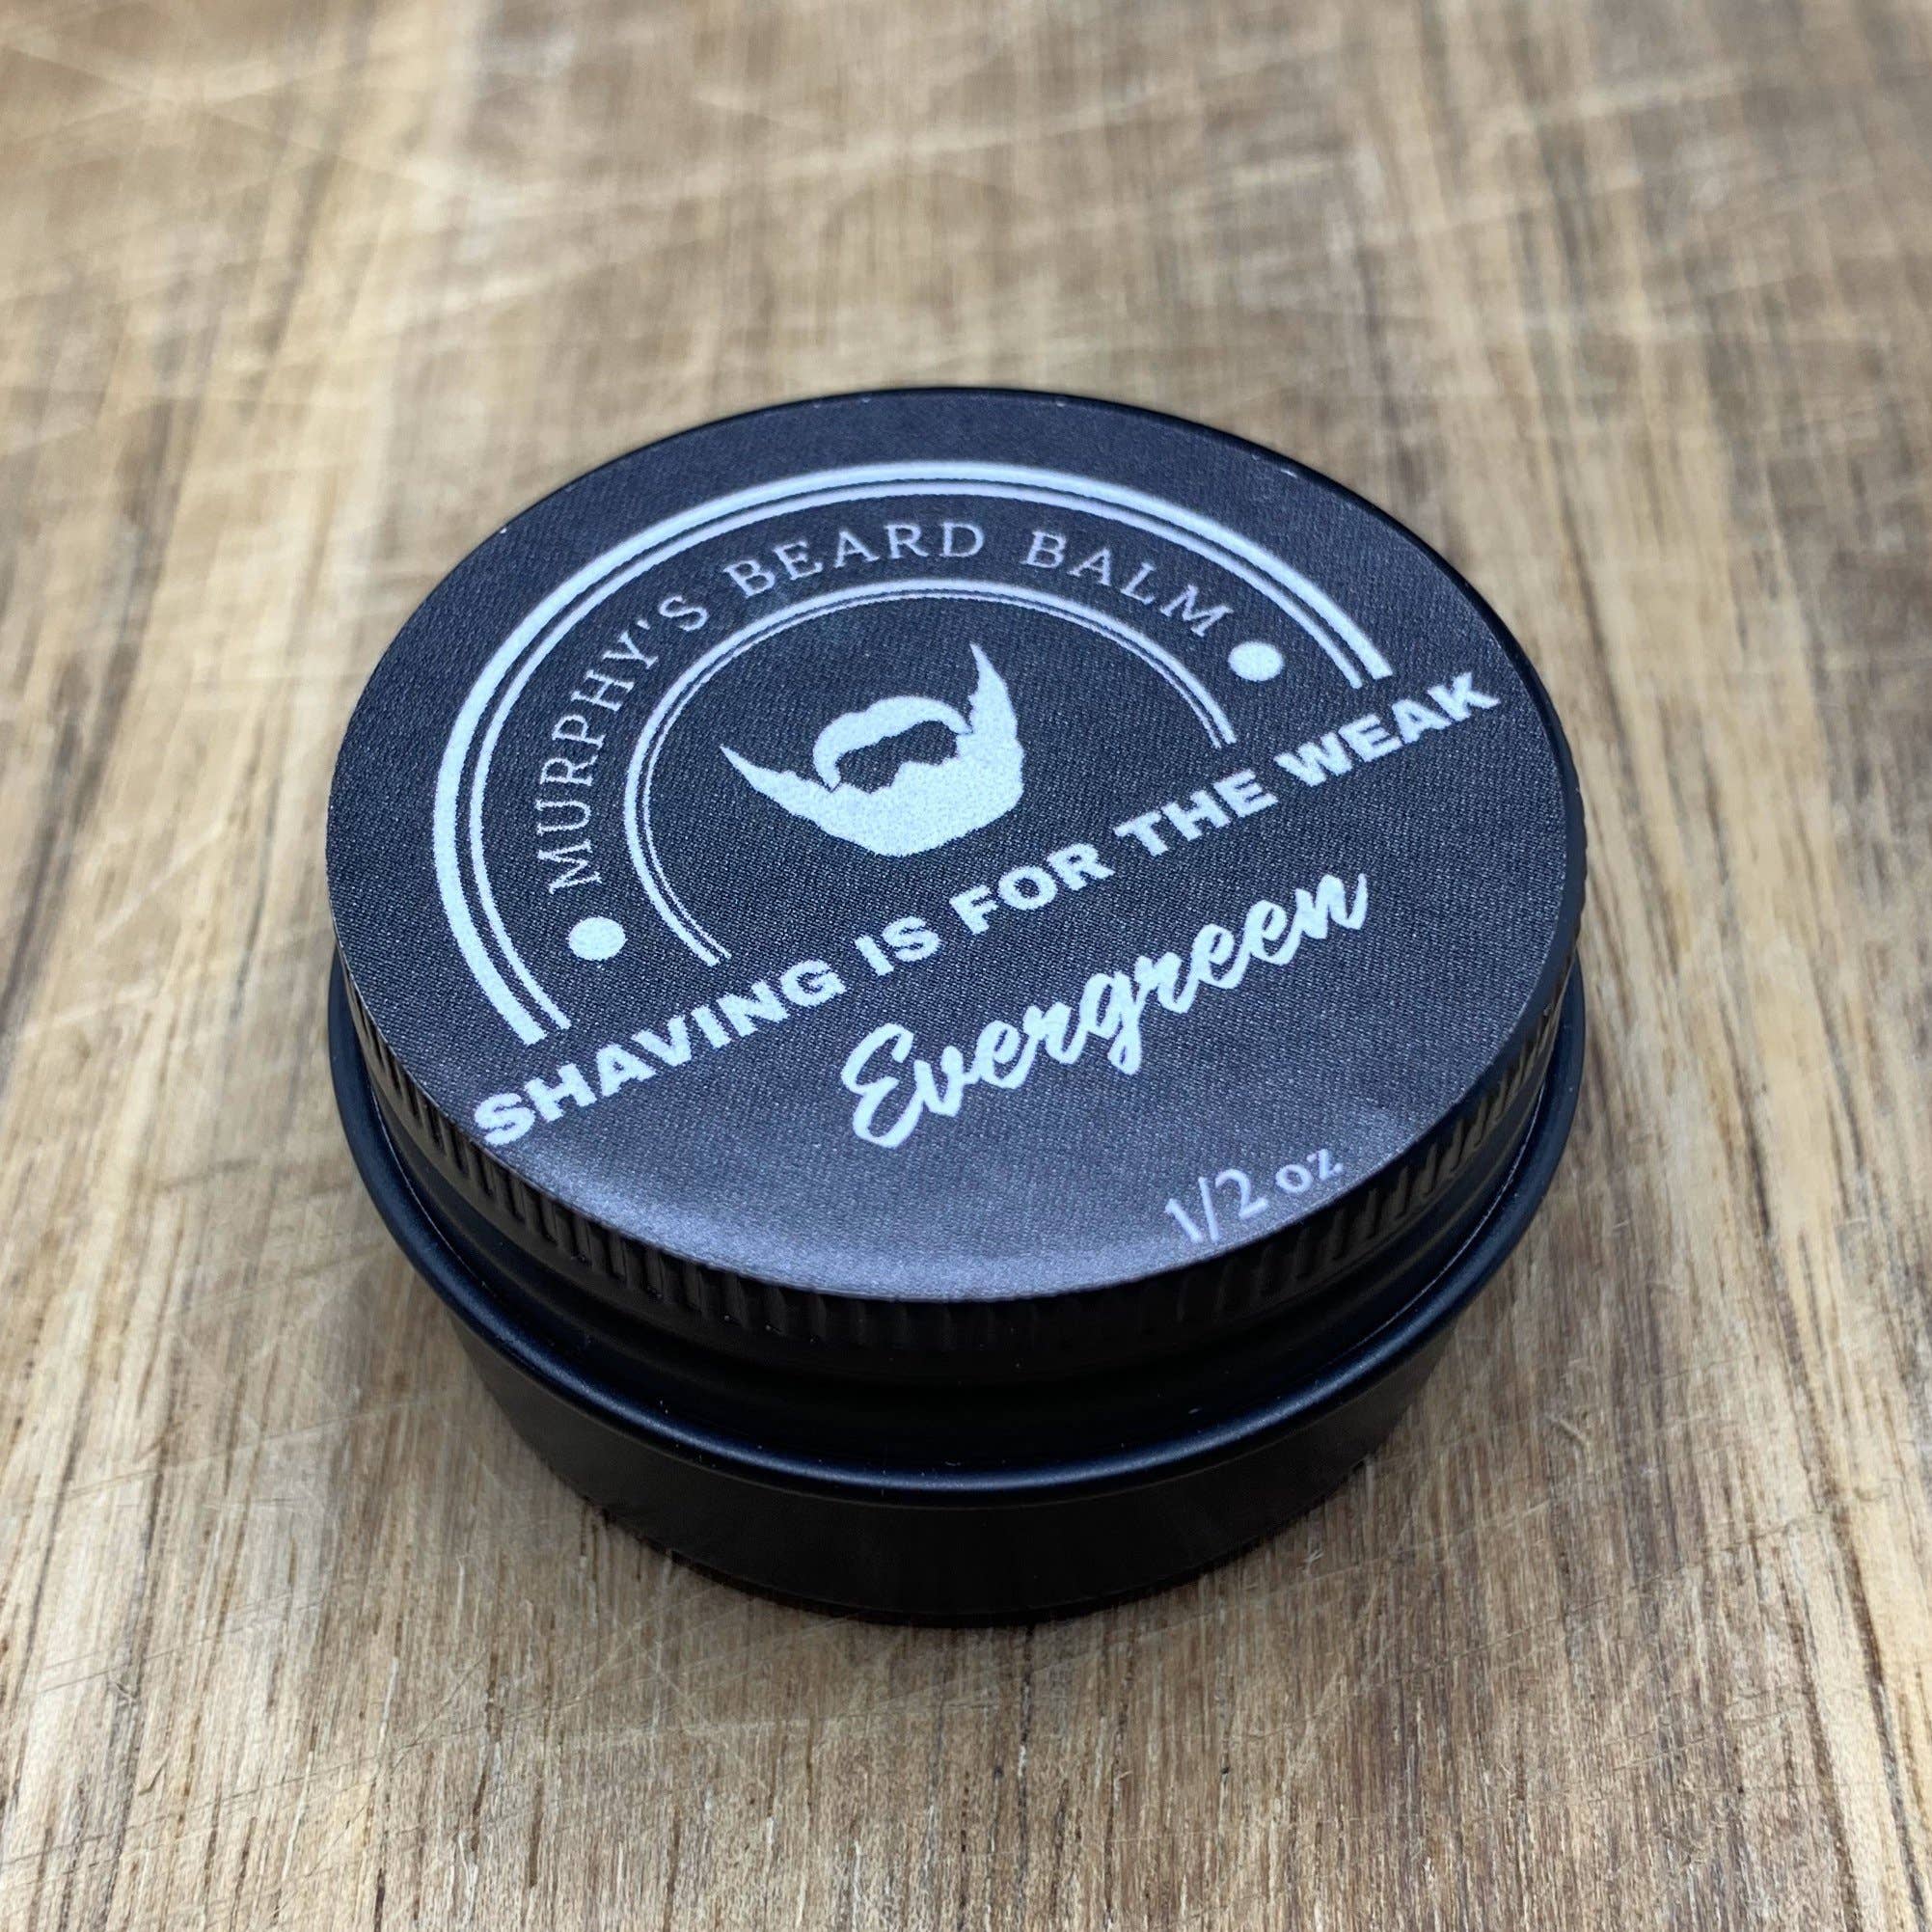 MURPHY'S BEARD BALM
SHAVING IS FOR THE WEAK
Evergreen
1/2 oz